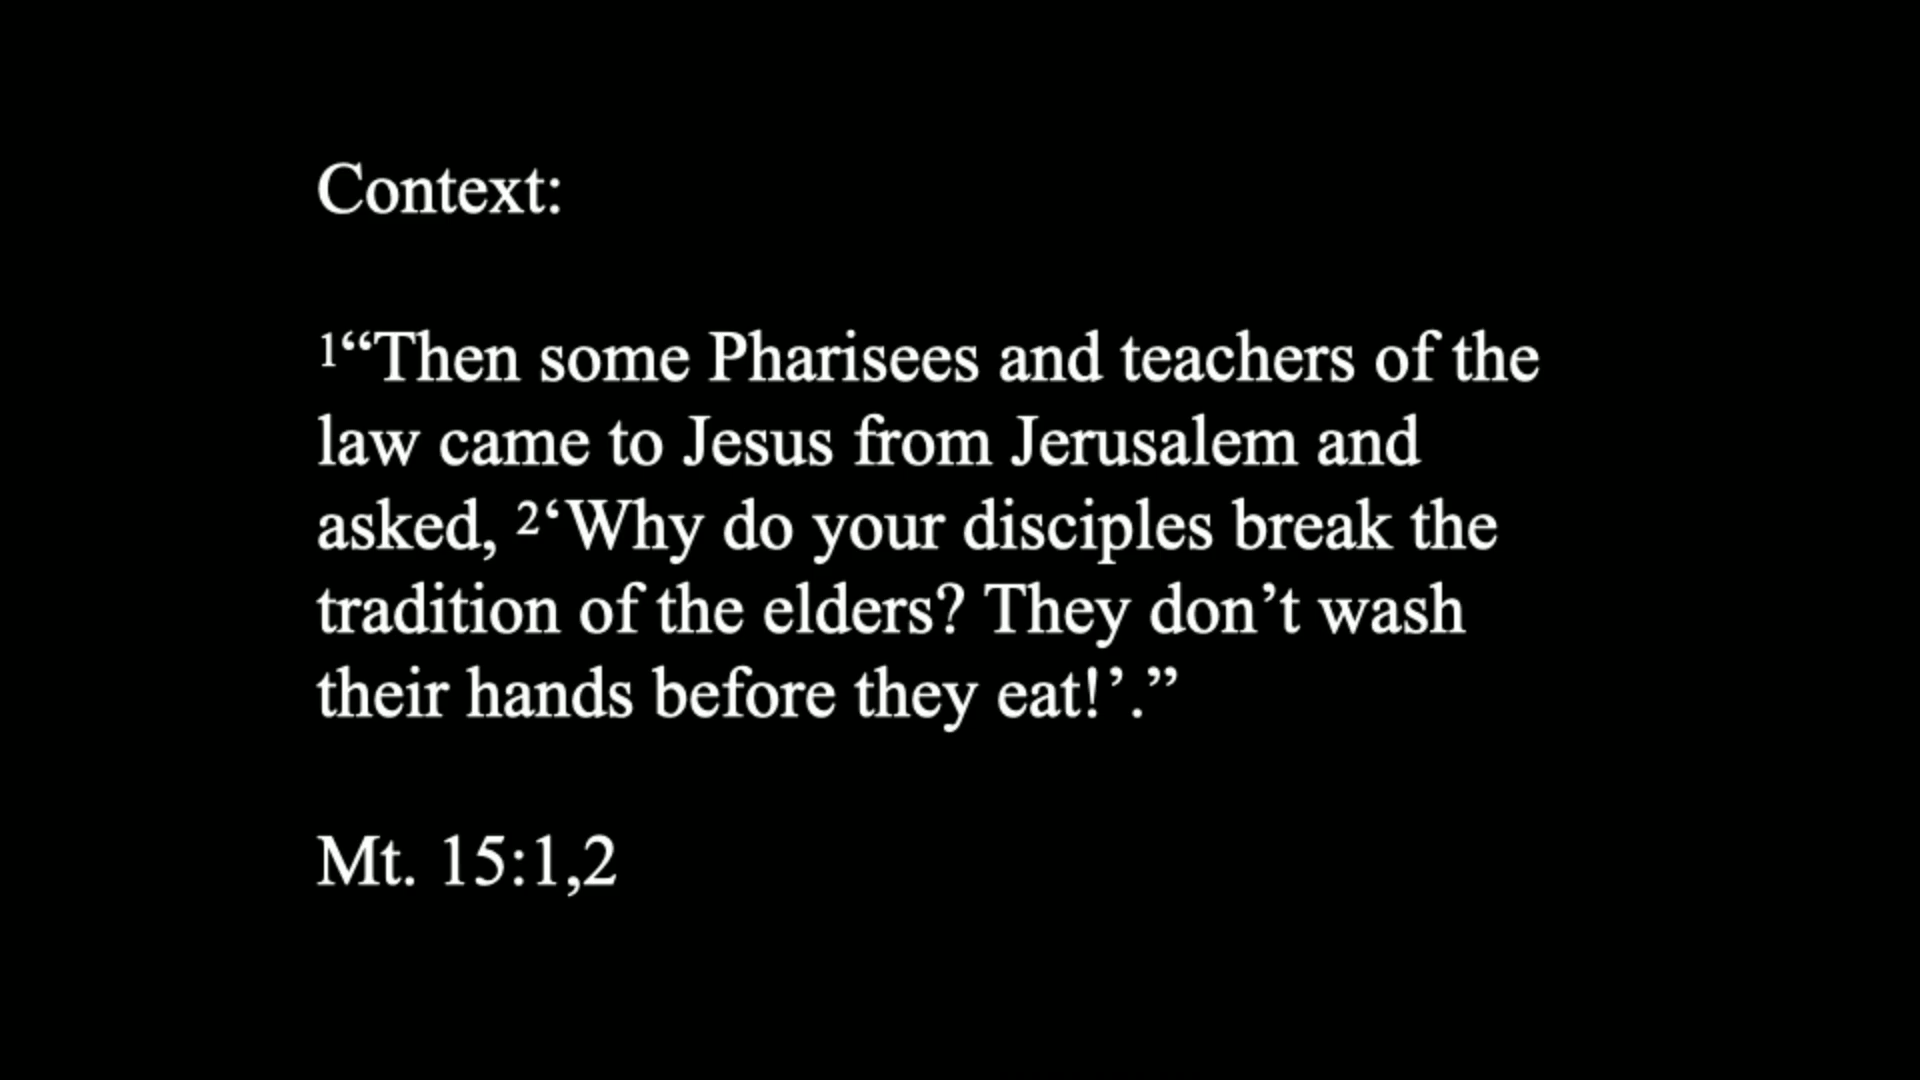 Context:
¹“Then some Pharisees and teachers of the
law came to Jesus from Jerusalem and
asked, ²‘Why do your disciples break the
tradition of the elders? They don’t wash
their hands before they eat!’.”
Mt. 15:1,2